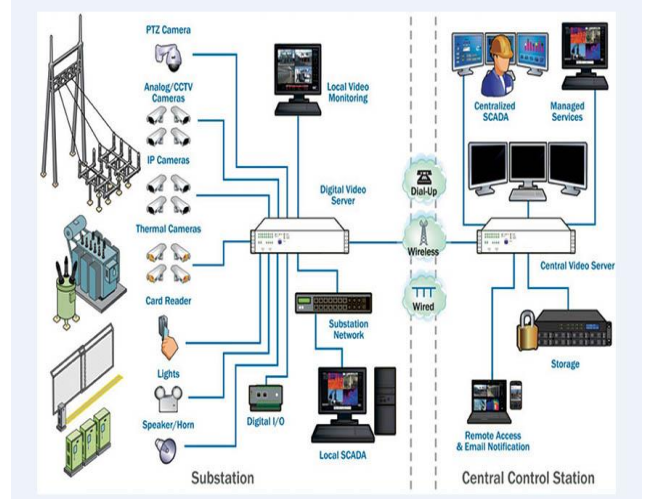 PTZ Camera
Analog/CCTV
Cameras
IP Cameras
Thermal Cameras
Card Reader
Lights
Speaker/Horn
Local Video
Monitoring
Digital Video
Server
Substation
Network
Digital I/O
Local SCADA
Substation
Dial-Up
Wireless
Wired
Centralized
SCADA
Managed
Services
Central Video Server
Storage
Remote Access
& Email Notification
Central Control Station